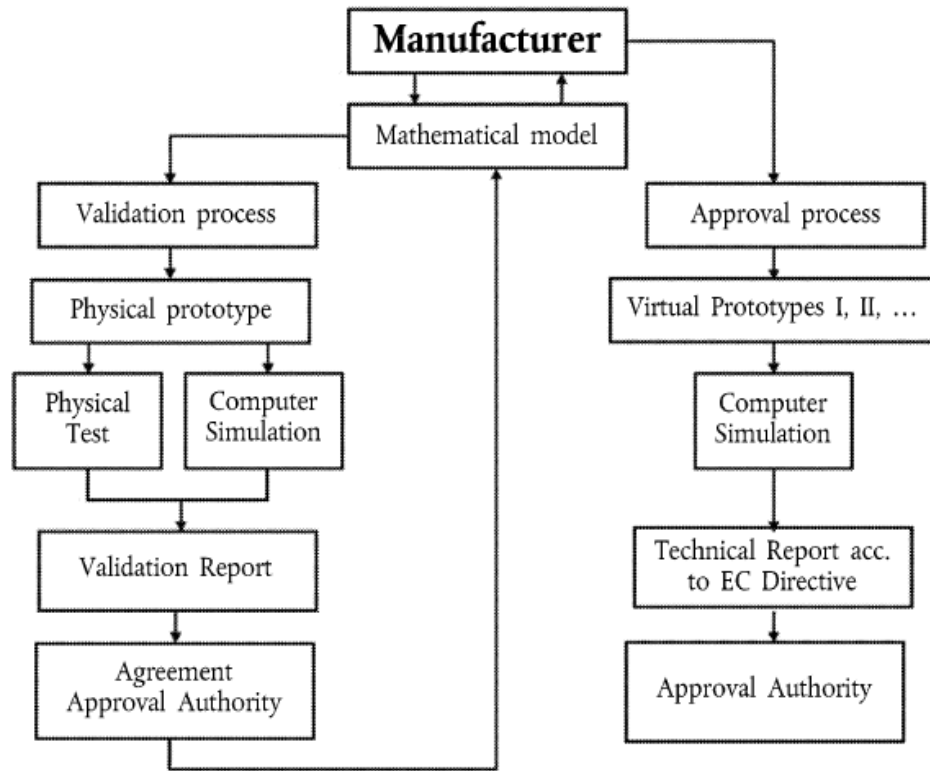 Manufacturer
Mathematical model
Validation process
Physical prototype
Physical
Test
Computer
Simulation
Validation Report
Agreement
Approval Authority
Approval process
Virtual Prototypes I, II, ...
Computer
Simulation
Technical Report acc.
to EC Directive
Approval Authority